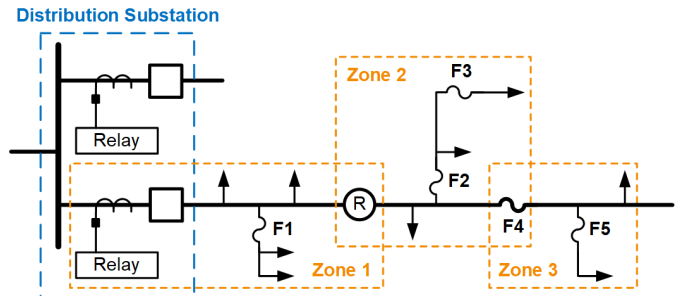 Distribution Substation
Zone 2
F3
Relay
F2
R
F1
F4
F5
Relay
Zone 1
Zone 3